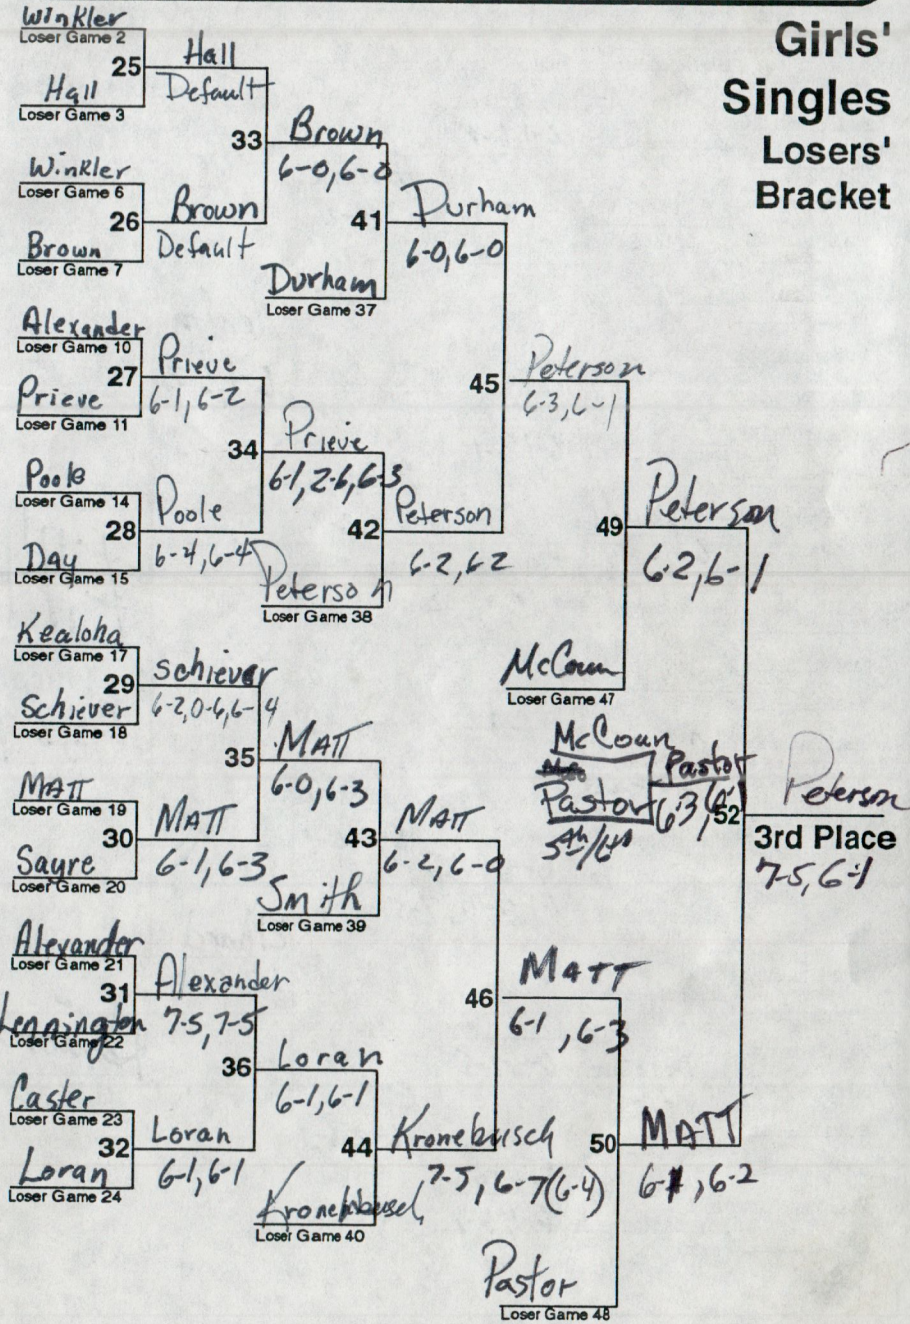 Girls'
Singles
Losers'
Bracket
Winkler
Loser Game 2
25
Hall
Default
Hall
Loser Game 3
33
Brown
6-0, 6-0
Winkler
Loser Game 6
26
Brown
Default
Brown
Loser Game 7
41
Durham
6-0, 6-0
Durham
Loser Game 37
Alexander
Loser Game 10
27
Prieve
6-1, 6-2
Prieve
Loser Game 11
45
Peterson
6-3, 6-1
34
Prieve
6-1, 2-6, 6-3
Poole
Loser Game 14
28
Poole
6-4, 6-4
Day
Loser Game 15
42
Peterson
6-2, 6-2
Peterson
Loser Game 38
49
Peterson
6-2, 6-1
Kealoha
Loser Game 17
29
Schiever
6-2, 0-6, 6-4
Schiever
Loser Game 18
McCoun
Loser Game 47
35
MATT
6-0, 6-3
McCoun
Pastor
Pastor
5th/6th
52
Peterson
3rd Place
7-5, 6-1
MATT
Loser Game 19
30
MATT
6-1, 6-3
Sayre
Loser Game 20
43
MATT
6-2, 6-0
Smith
Loser Game 39
Alexander
Loser Game 21
31
Alexander
7-5, 7-5
Lennington
Loser Game 22
46
MATT
6-1, 6-3
36
Loran
6-1, 6-1
Caster
Loser Game 23
32
Loran
6-1, 6-1
Loran
Loser Game 24
44
Kronebusch
7-5, 6-7(6-4)
Kronebusch
Loser Game 40
50
MATT
6-1, 6-2
Pastor
Loser Game 48